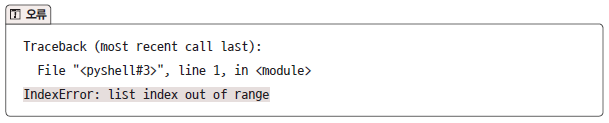 오류
Traceback (most recent call last):
File "<pyshell#3>", line 1, in <module>
IndexError: list index out of range